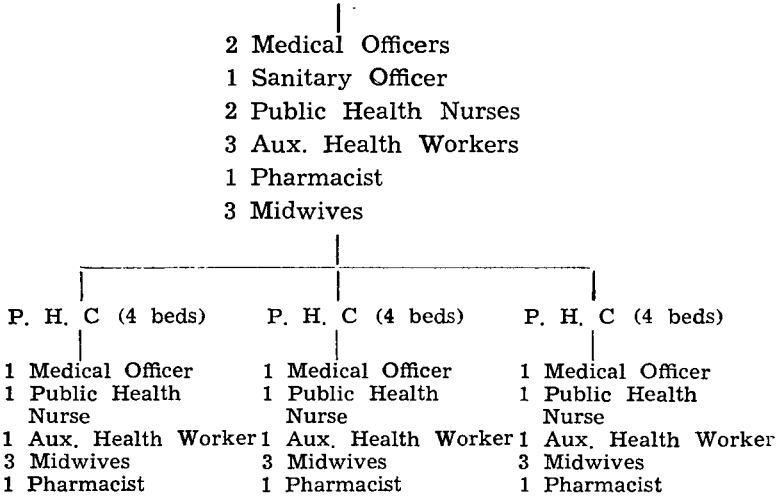 2 Medical Officers
1 Sanitary Officer
2 Public Health Nurses
3 Aux. Health Workers
1 Pharmacist
3 Midwives
P. H. C (4 beds)
1 Medical Officer
1 Public Health
Nurse
1 Aux. Health Worker
3 Midwives
1 Pharmacist
P. H. C (4 beds)
1 Medical Officer
1 Public Health
Nurse
1 Aux. Health Worker
3 Midwives
1 Pharmacist
P. H. C (4 beds)
1 Medical Officer
1 Public Health
Nurse
1 Aux. Health Worker
3 Midwives
1 Pharmacist